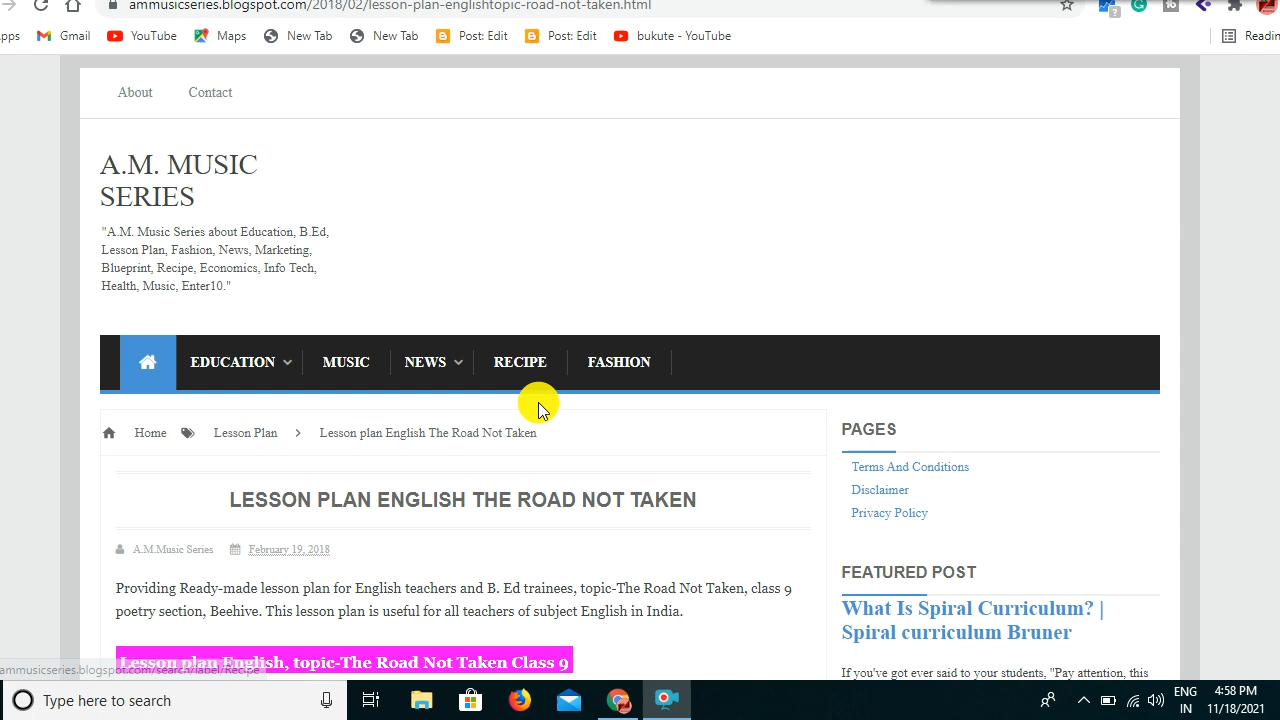 ammusicseries.blogspot.com/2018/02/lesson-plan-englishtopic-road-not-taken.html
pps Gmail YouTube Maps New Tab New Tab Post: Edit Post: Edit bukute - YouTube Readin
About Contact
A.M. MUSIC
SERIES
"A.M. Music Series about Education, B.Ed,
Lesson Plan, Fashion, News, Marketing,
Blueprint, Recipe, Economics, Info Tech,
Health, Music, Enter10."
EDUCATION MUSIC NEWS RECIPE FASHION
Home Lesson Plan > Lesson plan English The Road Not Taken
LESSON PLAN ENGLISH THE ROAD NOT TAKEN
A.M.Music Series February 19, 2018
Providing Ready-made lesson plan for English teachers and B. Ed trainees, topic-The Road Not Taken, class 9
poetry section, Beehive. This lesson plan is useful for all teachers of subject English in India.
Lesson plan English, topic-The Road Not Taken Class 9
PAGES
Terms And Conditions
Disclaimer
Privacy Policy
FEATURED POST
What Is Spiral Curriculum? |
Spiral curriculum Bruner
If you've got ever said to your students, "Pay attention, this
ammusicseries.blogspot.com/search/label/Recipe
Type here to search
ENG
IN
4:58 PM
11/18/2021